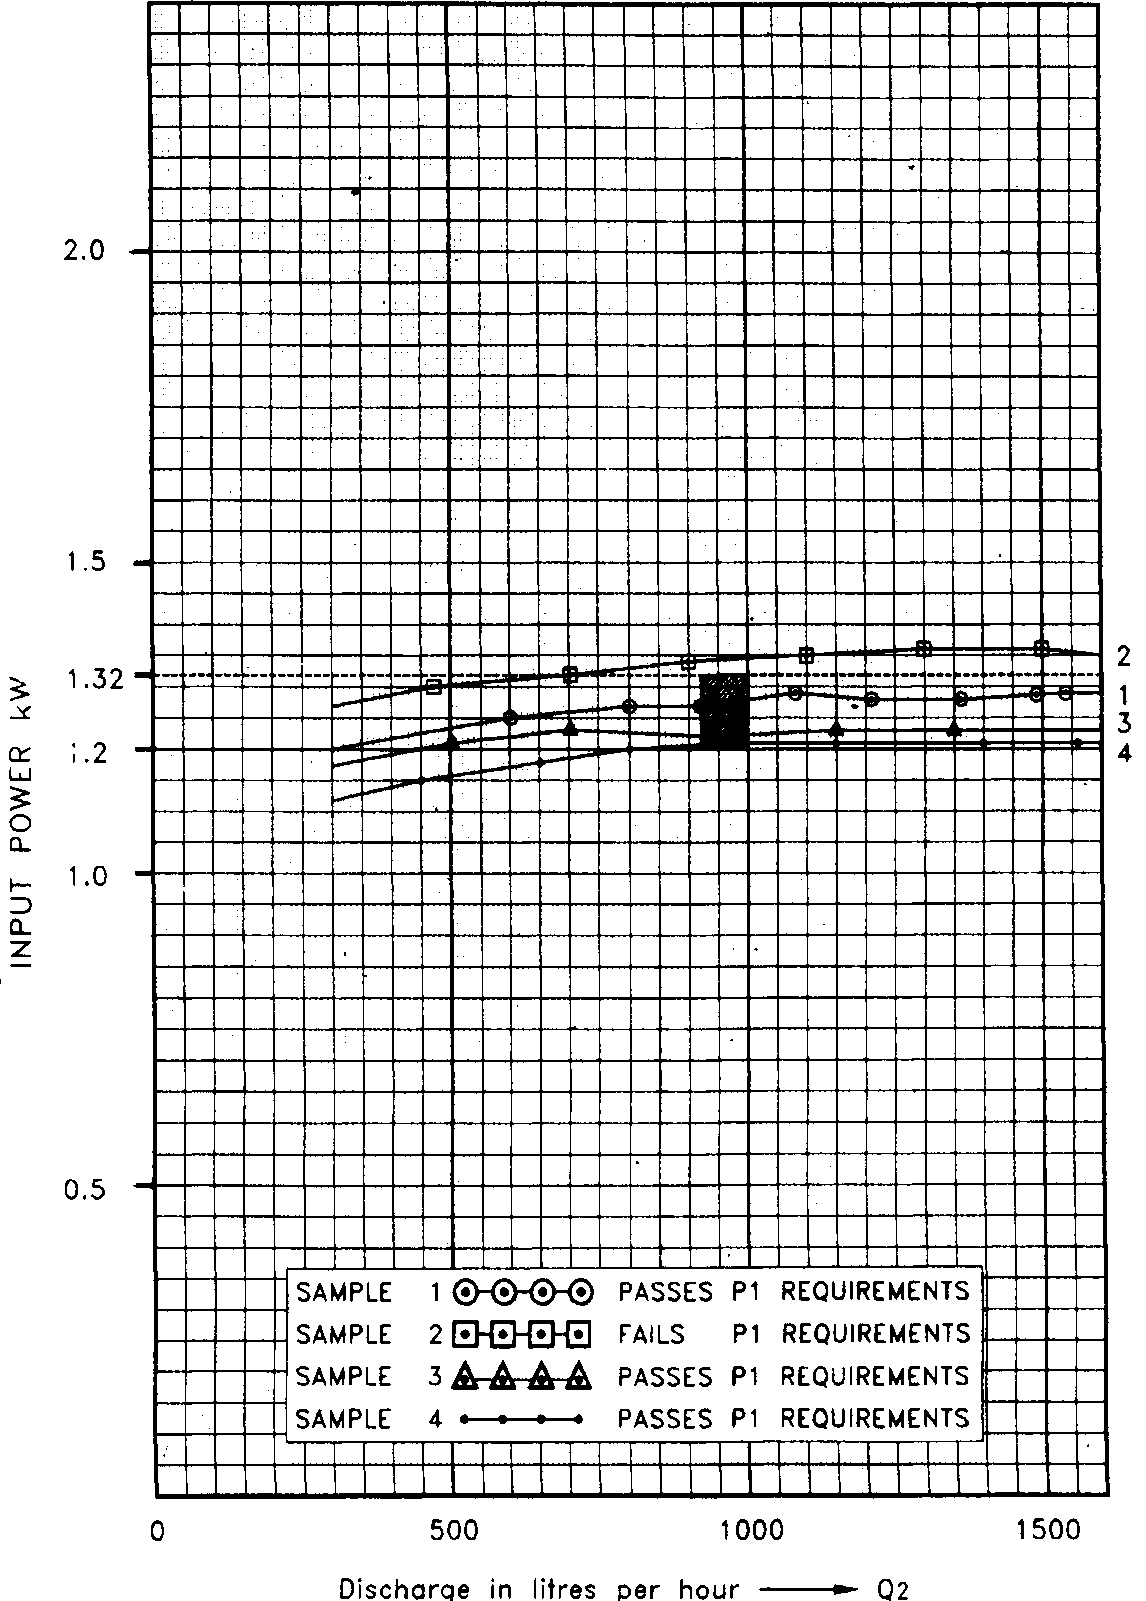 2.0
1.5
1.32
1.2
1.0
0.5
INPUT POWER kW
2
1
3
4
SAMPLE 1 PASSES P1 REQUIREMENTS
SAMPLE 2 FAILS P1 REQUIREMENTS
SAMPLE 3 PASSES P1 REQUIREMENTS
SAMPLE 4 PASSES P1 REQUIREMENTS
0 500 1000 1500
Discharge in litres per hour Q2